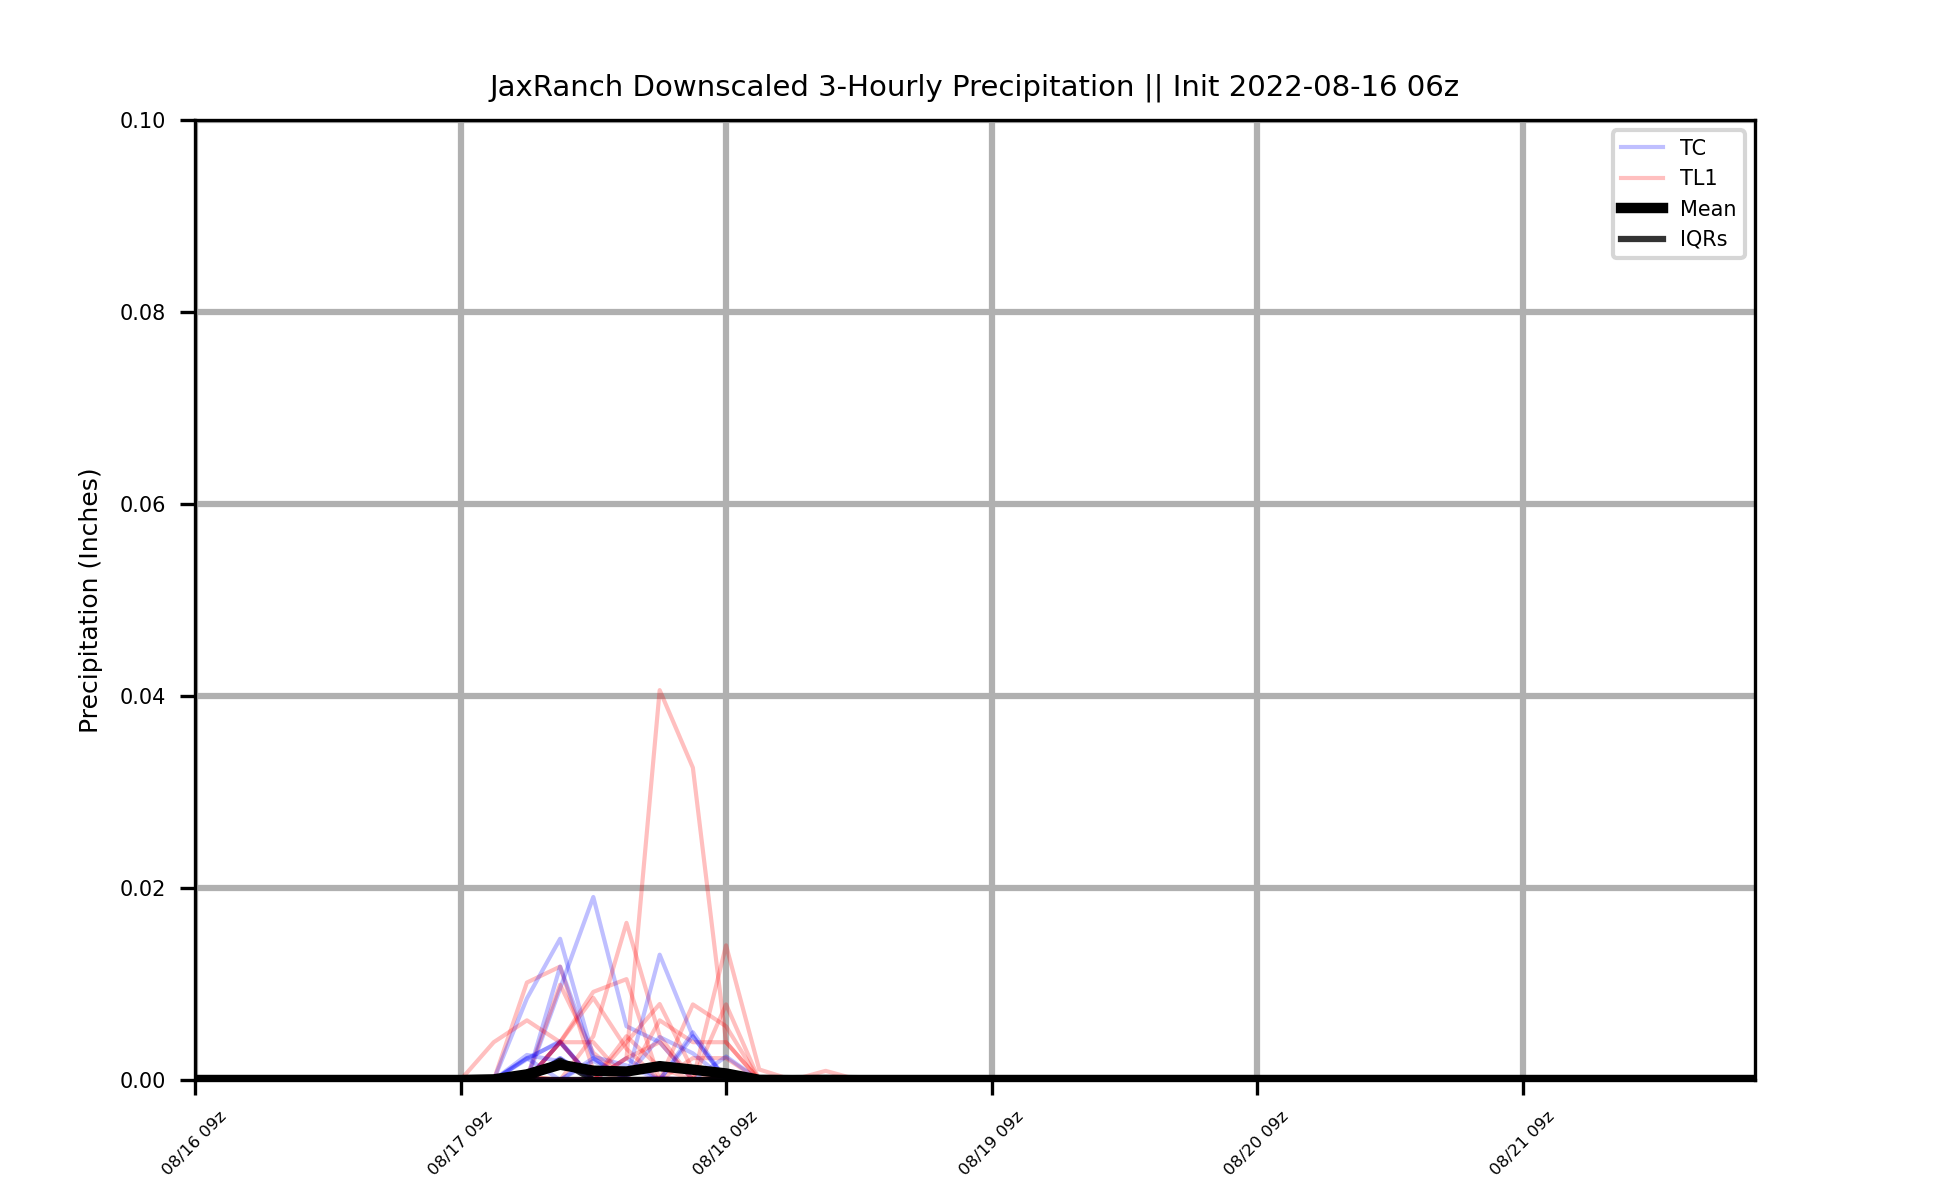 JaxRanch Downscaled 3-Hourly Precipitation || Init 2022-08-16 06z
0.10
0.08
0.06
0.04
0.02
0.00
Precipitation (Inches)
TC
TL1
Mean
IQRs
08/16 09z
08/17 09z
08/18 09z
08/19 09z
08/20 09z
08/21 09z